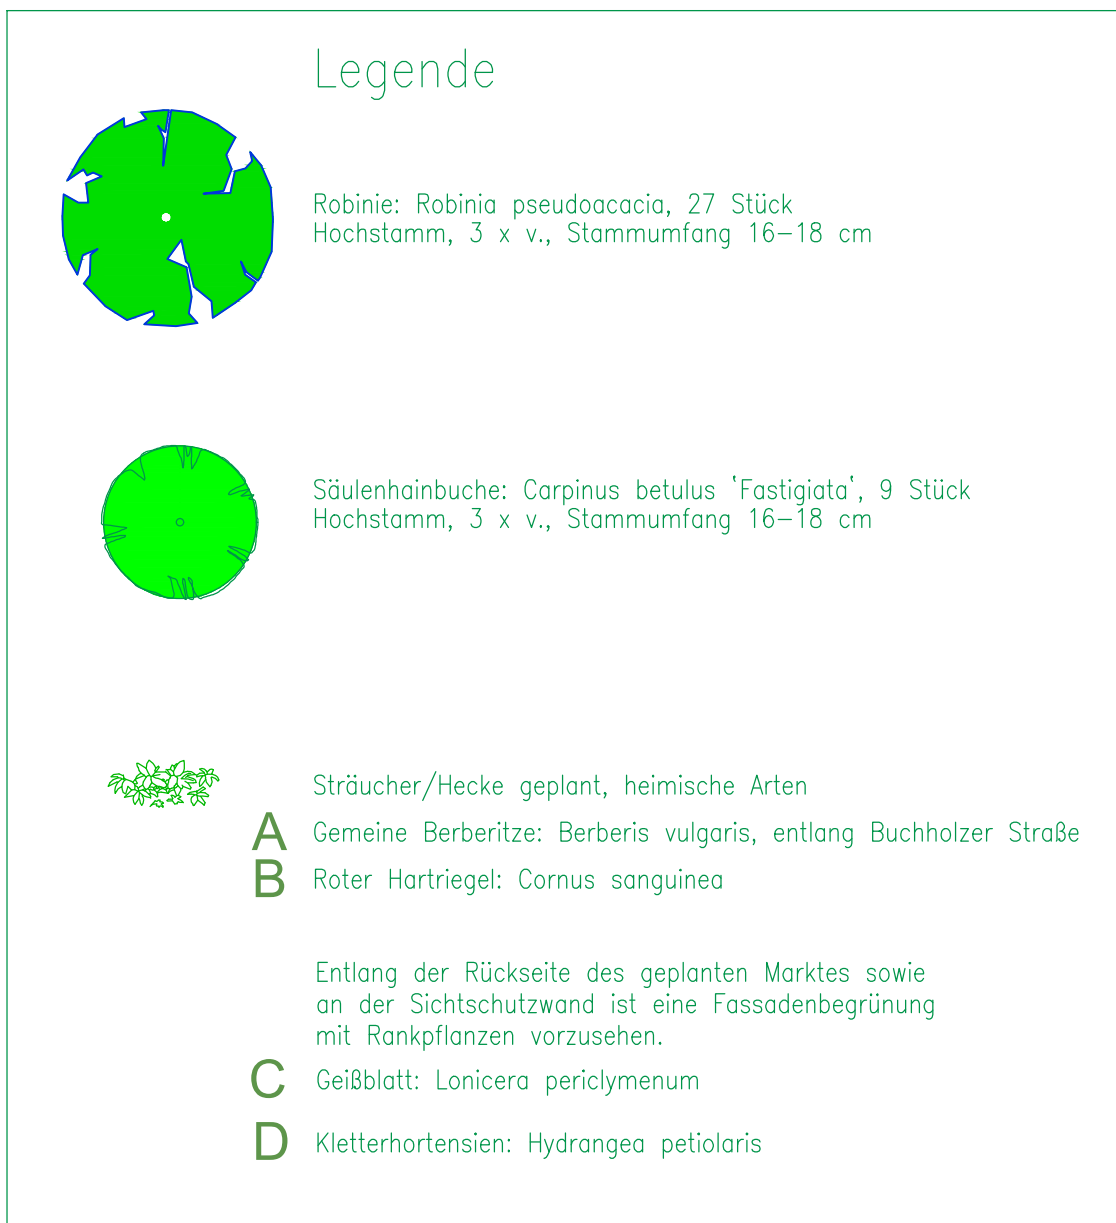 Legende
Robinie: Robinia pseudoacacia, 27 Stück
Hochstamm, 3 x v., Stammumfang 16-18 cm
Säulenhainbuche: Carpinus betulus 'Fastigiata', 9 Stück
Hochstamm, 3 x v., Stammumfang 16-18 cm
Sträucher/Hecke geplant, heimische Arten
A Gemeine Berberitze: Berberis vulgaris, entlang Buchholzer Straße
B Roter Hartriegel: Cornus sanguinea
Entlang der Rückseite des geplanten Marktes sowie
an der Sichtschutzwand ist eine Fassadenbegrünung
mit Rankpflanzen vorzusehen.
C Geißblatt: Lonicera periclymenum
D Kletterhortensien: Hydrangea petiolaris